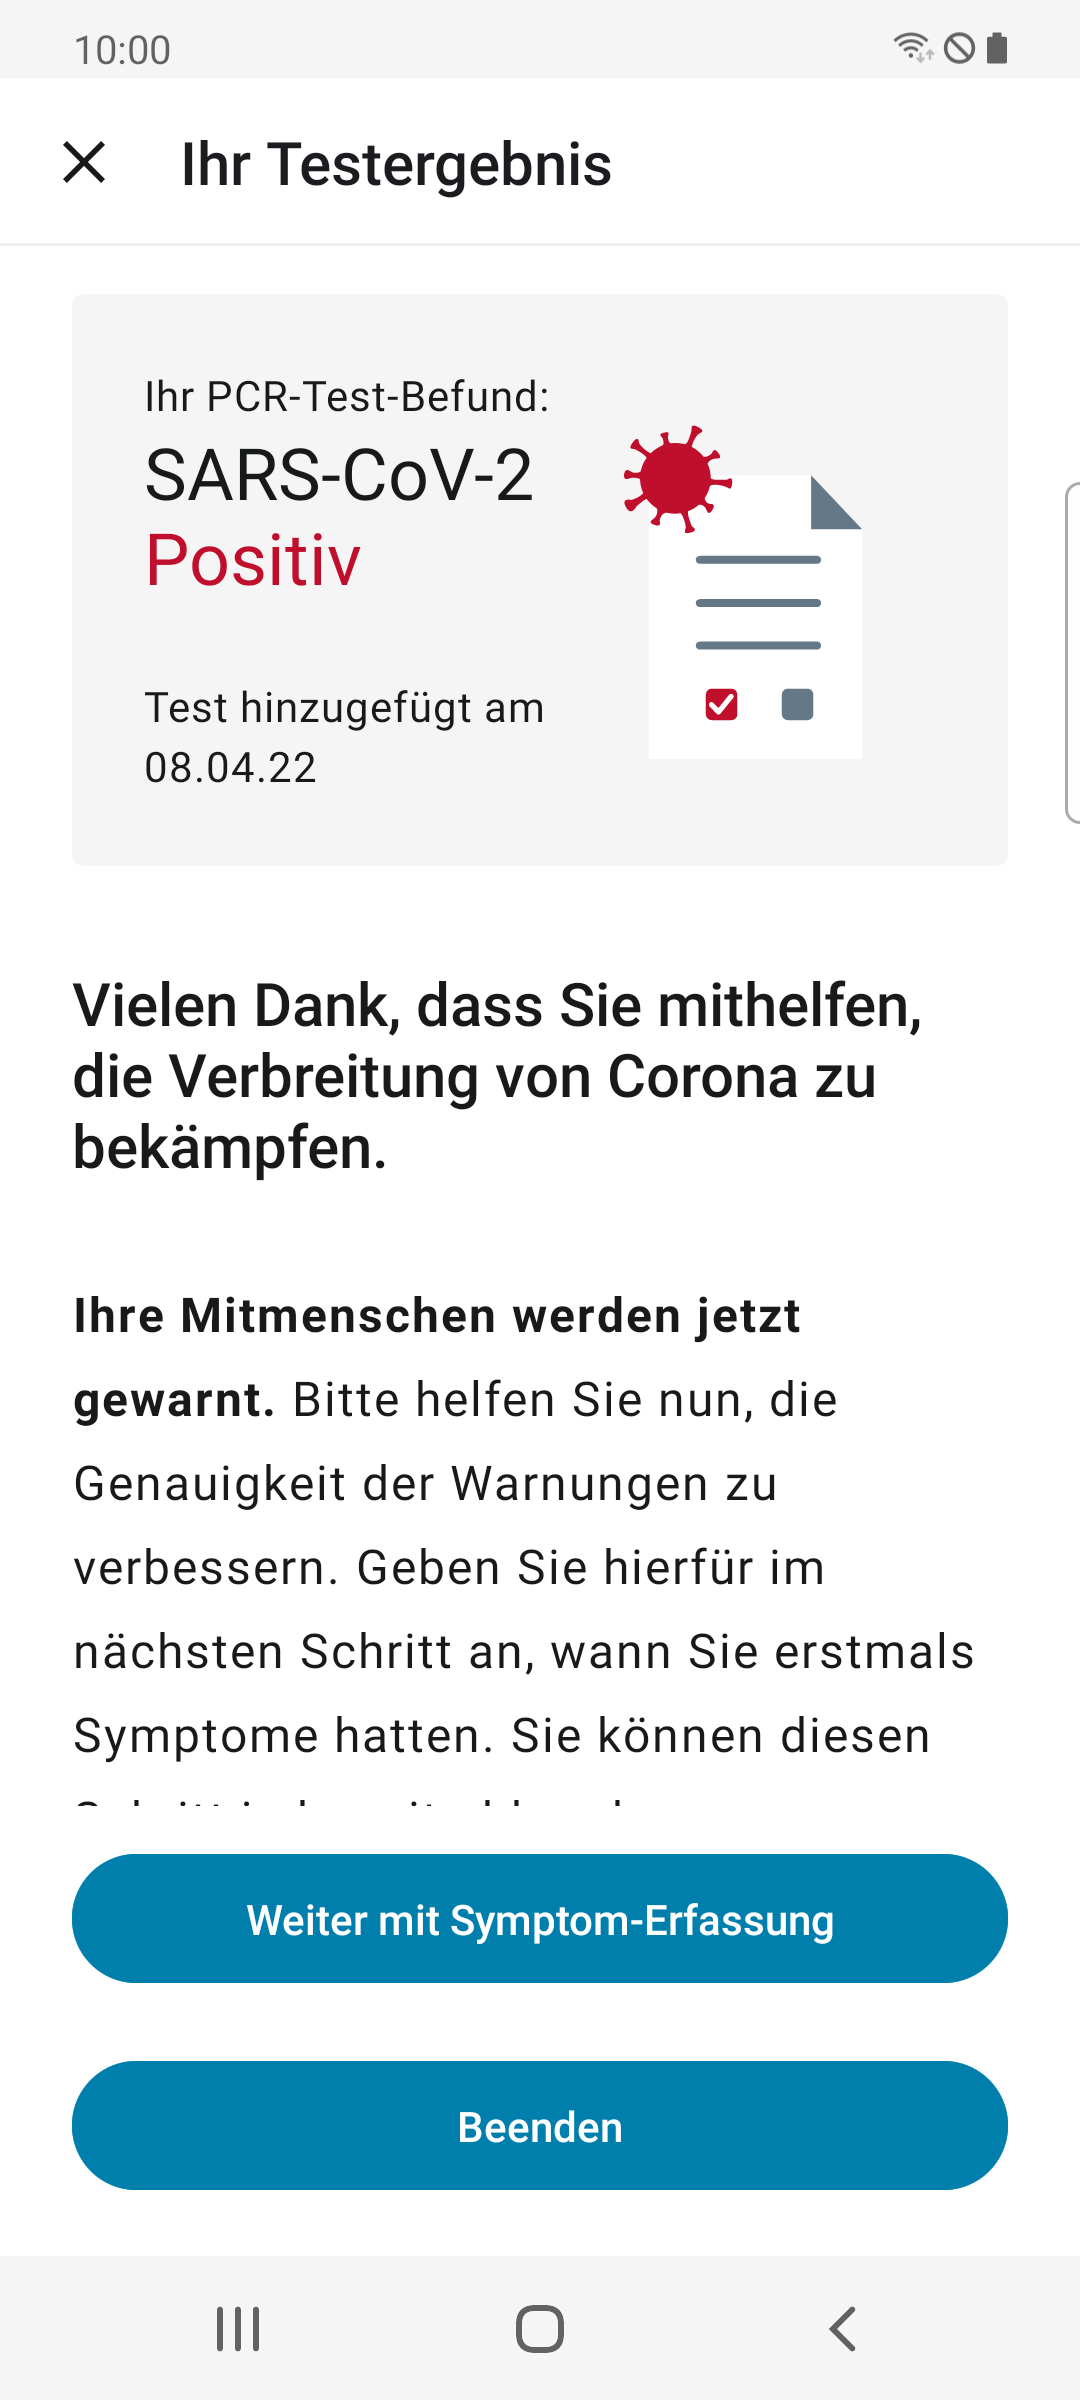 10:00
Ihr Testergebnis
Ihr PCR-Test-Befund:
SARS-CoV-2
Positiv
Test hinzugefügt am
08.04.22
Vielen Dank, dass Sie mithelfen,
die Verbreitung von Corona zu
bekämpfen.
Ihre Mitmenschen werden jetzt
gewarnt. Bitte helfen Sie nun, die
Genauigkeit der Warnungen zu
verbessern. Geben Sie hierfür im
nächsten Schritt an, wann Sie erstmals
Symptome hatten. Sie können diesen
Weiter mit Symptom-Erfassung
Beenden